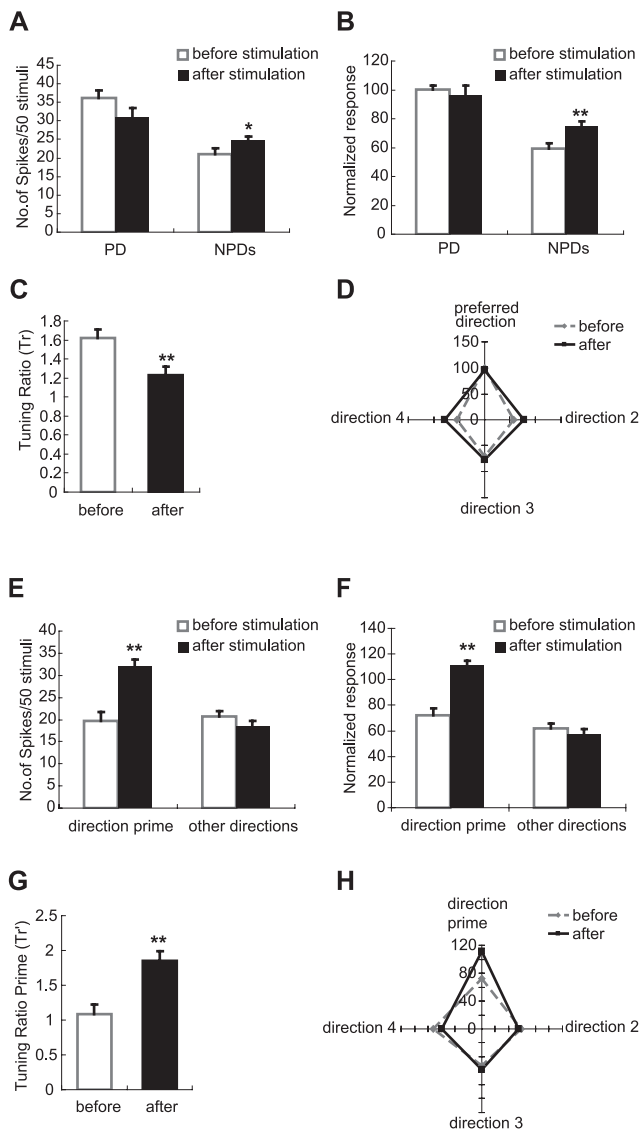 A
before stimulation
after stimulation
No.of Spikes/50 stimuli
40
35
30
25
20
15
10
5
0
*
PD
NPDs
B
before stimulation
after stimulation
Normalized response
120
100
80
60
40
20
0
**
PD
NPDs
C
Tuning Ratio (Tr)
1.8
1.6
1.4
1.2
1
0.8
0.6
0.4
0.2
0
**
before
after
D
preferred
direction
before
after
150
100
50
0
direction 4
direction 2
direction 3
E
before stimulation
after stimulation
No.of Spikes/50 stimuli
40
35
30
25
20
15
10
5
0
**
direction prime
other directions
F
before stimulation
after stimulation
Normalized response
140
120
100
80
60
40
20
0
**
direction prime
other directions
G
Tuning Ratio Prime (Tr')
2.5
2
1.5
1
0.5
0
**
before
after
H
direction
prime
before
after
120
80
40
0
direction 4
direction 2
direction 3